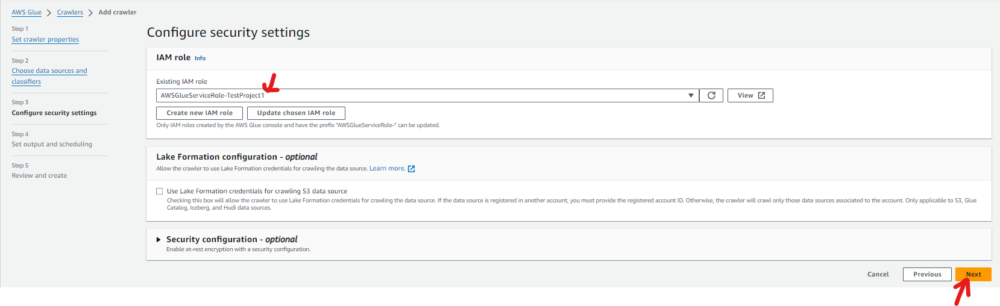 AWS Glue > Crawlers > Add crawler
Step 1
Set crawler properties
Step 2
Choose data sources and
classifiers
Step 3
Configure security settings
Step 4
Set output and scheduling
Step 5
Review and create
Configure security settings
IAM role Info
Existing IAM role
AWSGlueServiceRole-TestProject1
View
Create new IAM role Update chosen IAM role
Only IAM roles created by the AWS Glue console and have the prefix "AWSGlueServiceRole-" can be updated.
Lake Formation configuration - optional
Allow the crawler to use Lake Formation credentials for crawling the data source. Learn more.
Use Lake Formation credentials for crawling S3 data source
Checking this box will allow the crawler to use Lake Formation credentials for crawling the data source. If the data source is registered in another account, you must provide the registered account ID. Otherwise, the crawler will crawl only those data sources associated to the account. Only applicable to S3, Glue
Catalog, Iceberg, and Hudi data sources.
Security configuration - optional
Enable at-rest encryption with a security configuration.
Cancel Previous Next